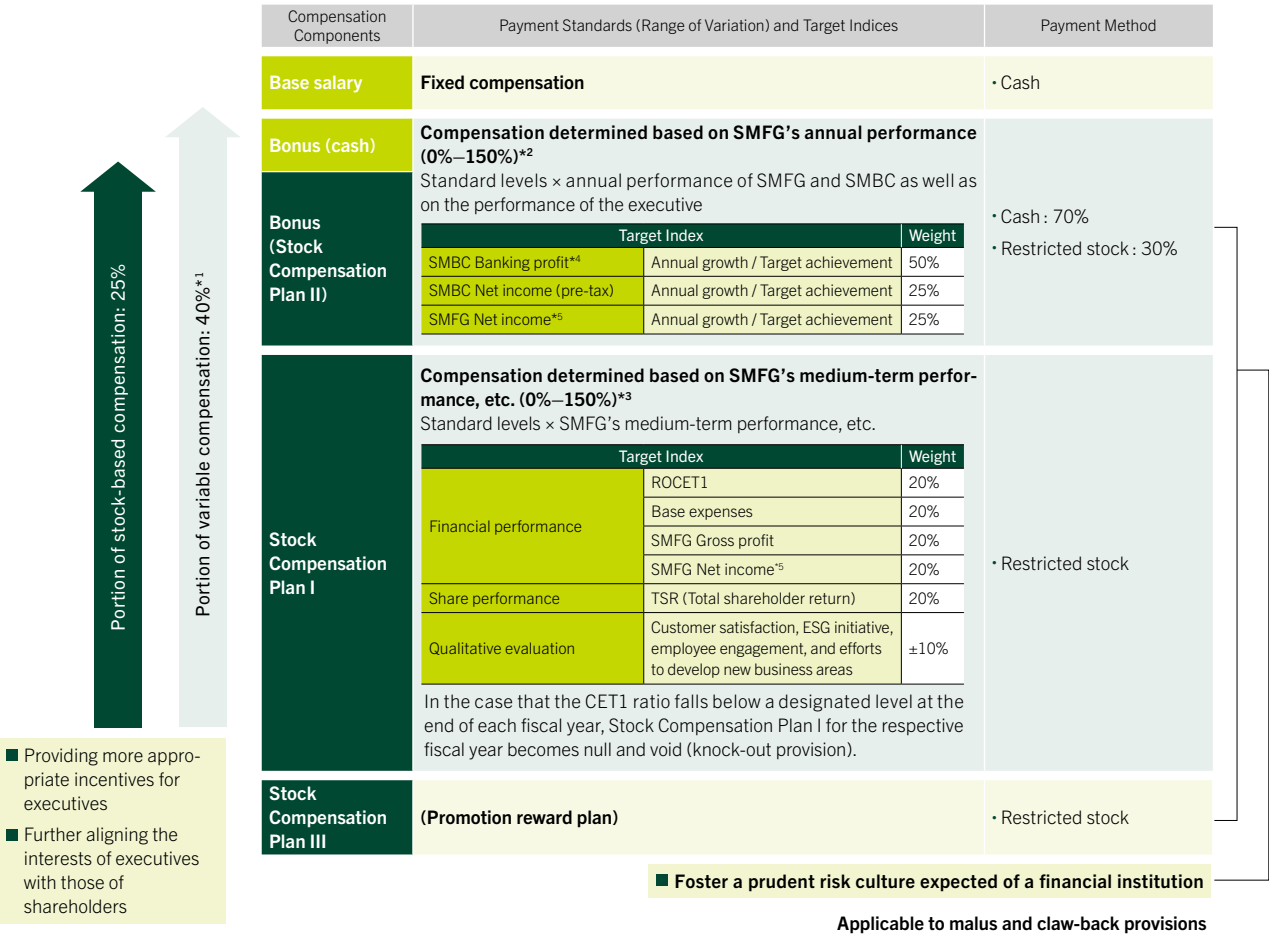 Compensation
Components
Payment Standards (Range of Variation) and Target Indices
Payment Method
Base salary
Fixed compensation
• Cash
Bonus (cash)
Bonus
(Stock
Compensation
Plan II)
Compensation determined based on SMFG's annual performance
(0%–150%)*2
Standard levels × annual performance of SMFG and SMBC as well as
on the performance of the executive
Target Index Weight
SMBC Banking profit*4 Annual growth / Target achievement 50%
SMBC Net income (pre-tax) Annual growth / Target achievement 25%
SMFG Net income*5 Annual growth / Target achievement 25%
• Cash : 70%
• Restricted stock : 30%
Stock
Compensation
Plan I
Compensation determined based on SMFG's medium-term perfor-
mance, etc. (0%–150%)*3
Standard levels × SMFG's medium-term performance, etc.
Target Index Weight
Financial performance
ROCET1 20%
Base expenses 20%
SMFG Gross profit 20%
SMFG Net income*5 20%
Share performance TSR (Total shareholder return) 20%
Qualitative evaluation
Customer satisfaction, ESG initiative,
employee engagement, and efforts
to develop new business areas
±10%
In the case that the CET1 ratio falls below a designated level at the
end of each fiscal year, Stock Compensation Plan I for the respective
fiscal year becomes null and void (knock-out provision).
• Restricted stock
Stock
Compensation
Plan III
(Promotion reward plan)
• Restricted stock
Portion of stock-based compensation: 25%
Portion of variable compensation: 40%*1
■ Providing more appro-
priate incentives for
executives
■ Further aligning the
interests of executives
with those of
shareholders
■ Foster a prudent risk culture expected of a financial institution
Applicable to malus and claw-back provisions